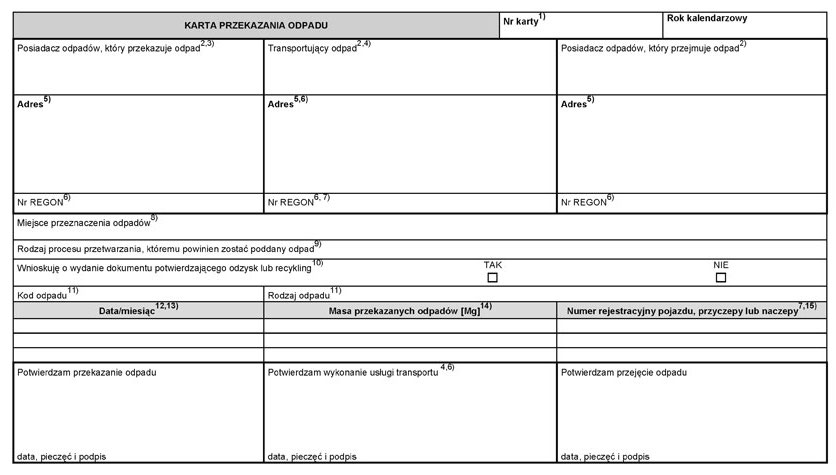 KARTA PRZEKAZANIA ODPADU
Nr karty1)
Rok kalendarzowy
Posiadacz odpadów, który przekazuje odpad2,3)
Transportujący odpad2,4)
Posiadacz odpadów, który przejmuje odpad2)
Adres5)
Adres5,6)
Adres5)
Nr REGON6)
Nr REGON6, 7)
Nr REGON6)
Miejsce przeznaczenia odpadów8)
Rodzaj procesu przetwarzania, któremu powinien zostać poddany odpad9)
Wnioskuję o wydanie dokumentu potwierdzającego odzysk lub recykling10)
TAK
NIE
Kod odpadu11)
Rodzaj odpadu11)
Data/miesiąc12,13)
Masa przekazanych odpadów [Mg]14)
Numer rejestracyjny pojazdu, przyczepy lub naczepy7,15)
Potwierdzam przekazanie odpadu
Potwierdzam wykonanie usługi transportu 4,6)
Potwierdzam przejęcie odpadu
data, pieczęć i podpis
data, pieczęć i podpis
data, pieczęć i podpis